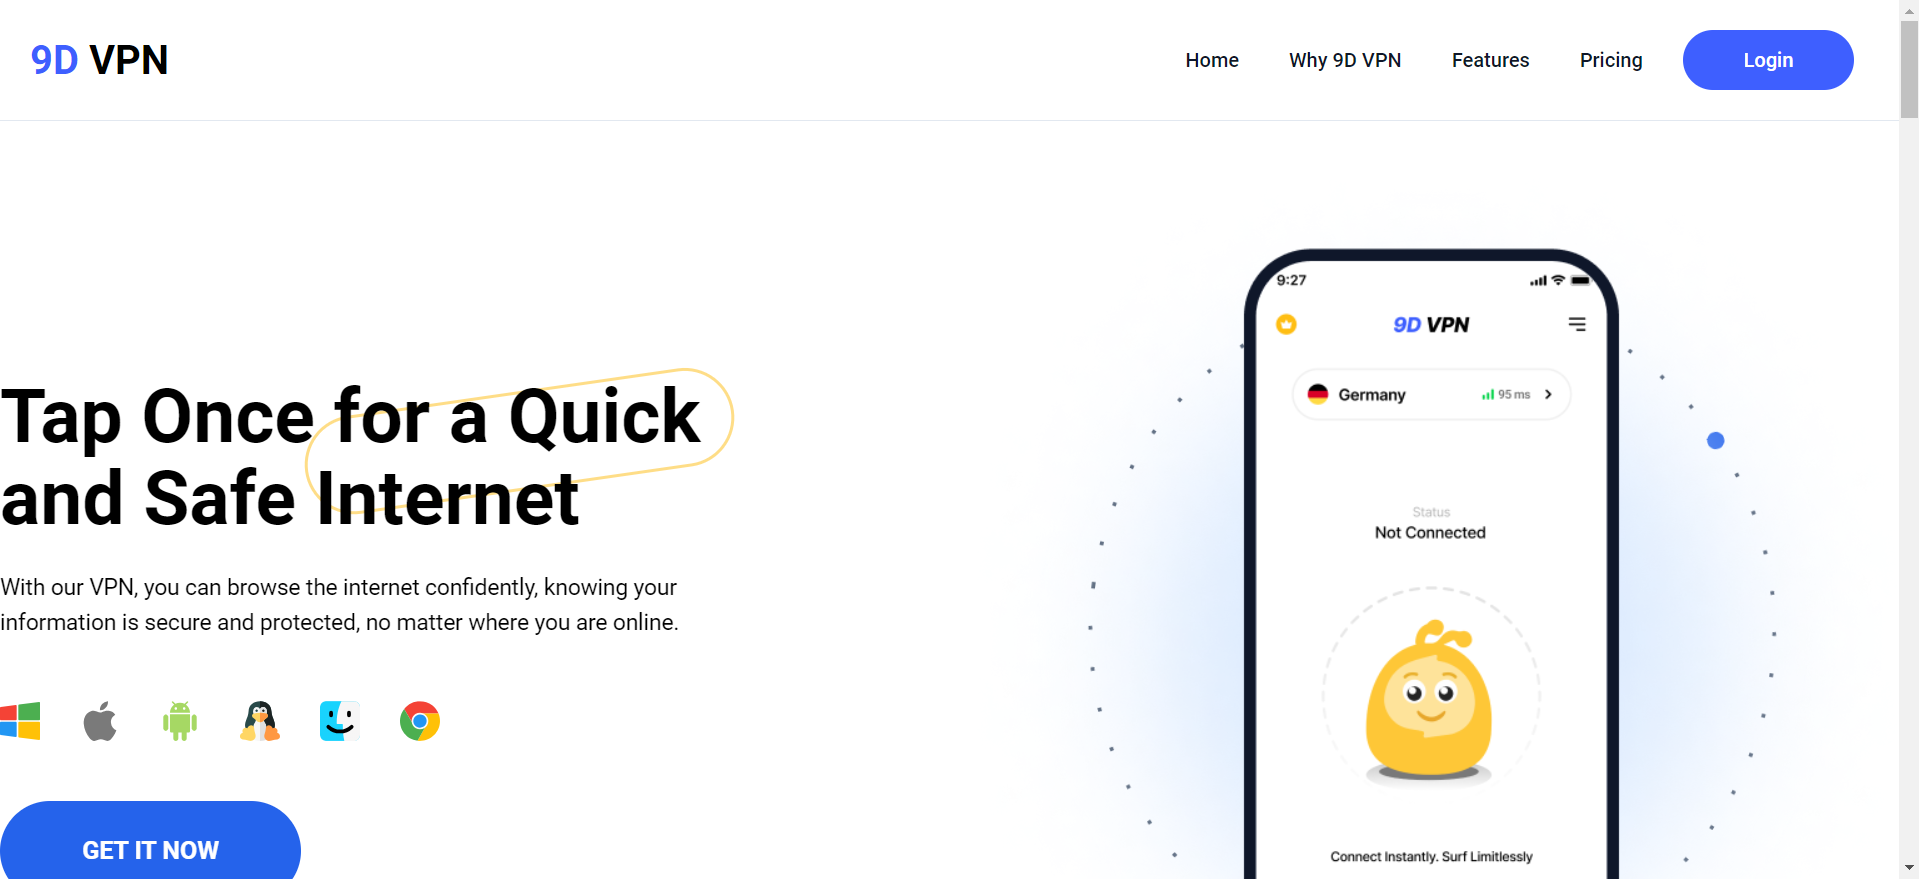 9D VPN
Home
Why 9D VPN
Features
Pricing
Login
Tap Once for a Quick
and Safe Internet
With our VPN, you can browse the internet confidently, knowing your
information is secure and protected, no matter where you are online.
GET IT NOW
9:27
9D VPN
Germany
95 ms
Status
Not Connected
Connect Instantly. Surf Limitlessly